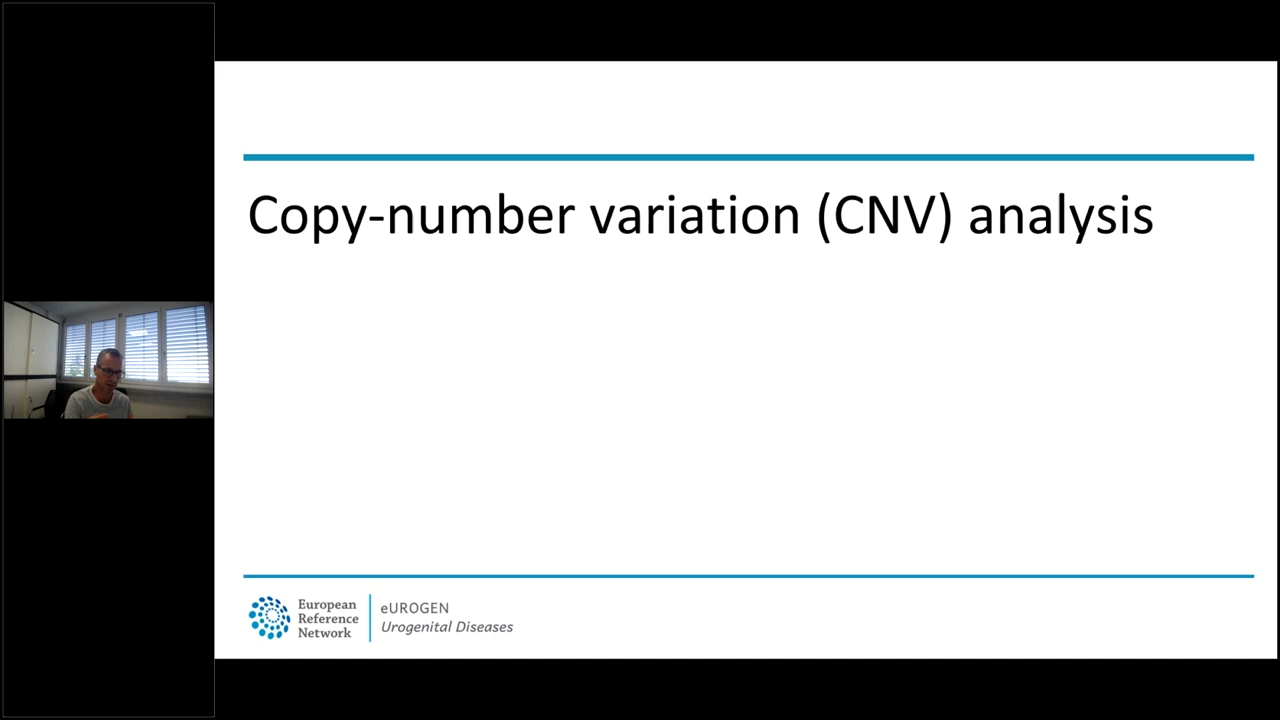 Copy-number variation (CNV) analysis
European
Reference
Network
eUROGEN
Urogenital Diseases